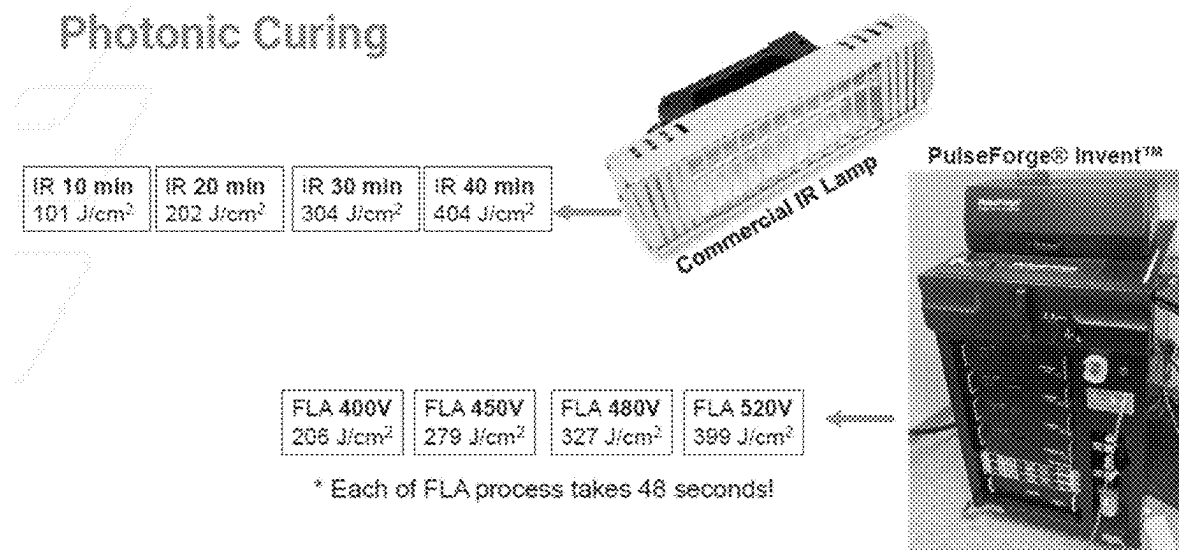 Photonic Curing
PulseForge® Invent™
Commercial IR Lamp
IR 10 min
101 J/cm²
IR 20 min
202 J/cm²
IR 30 min
304 J/cm²
IR 40 min
404 J/cm²
FLA 400V
206 J/cm²
FLA 450V
279 J/cm²
FLA 480V
327 J/cm²
FLA 520V
399 J/cm²
* Each of FLA process takes 48 seconds!